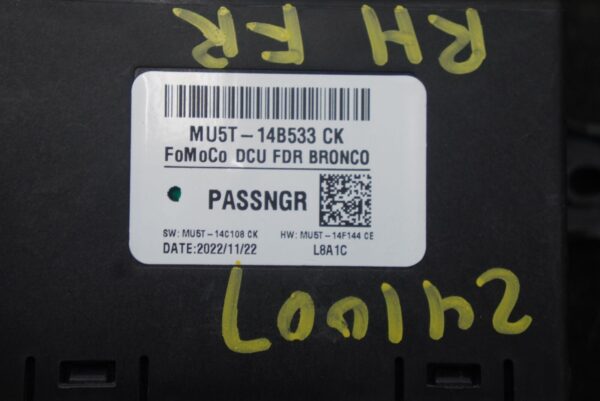 RH FR
MU5T-14B533 CK
FoMoCo DCU FDR BRONCO
PASSNGR
SW: MU5T-14C108 CK HW: MU5T-14F144 CE
DATE:2022/11/22 L8A1C
241007